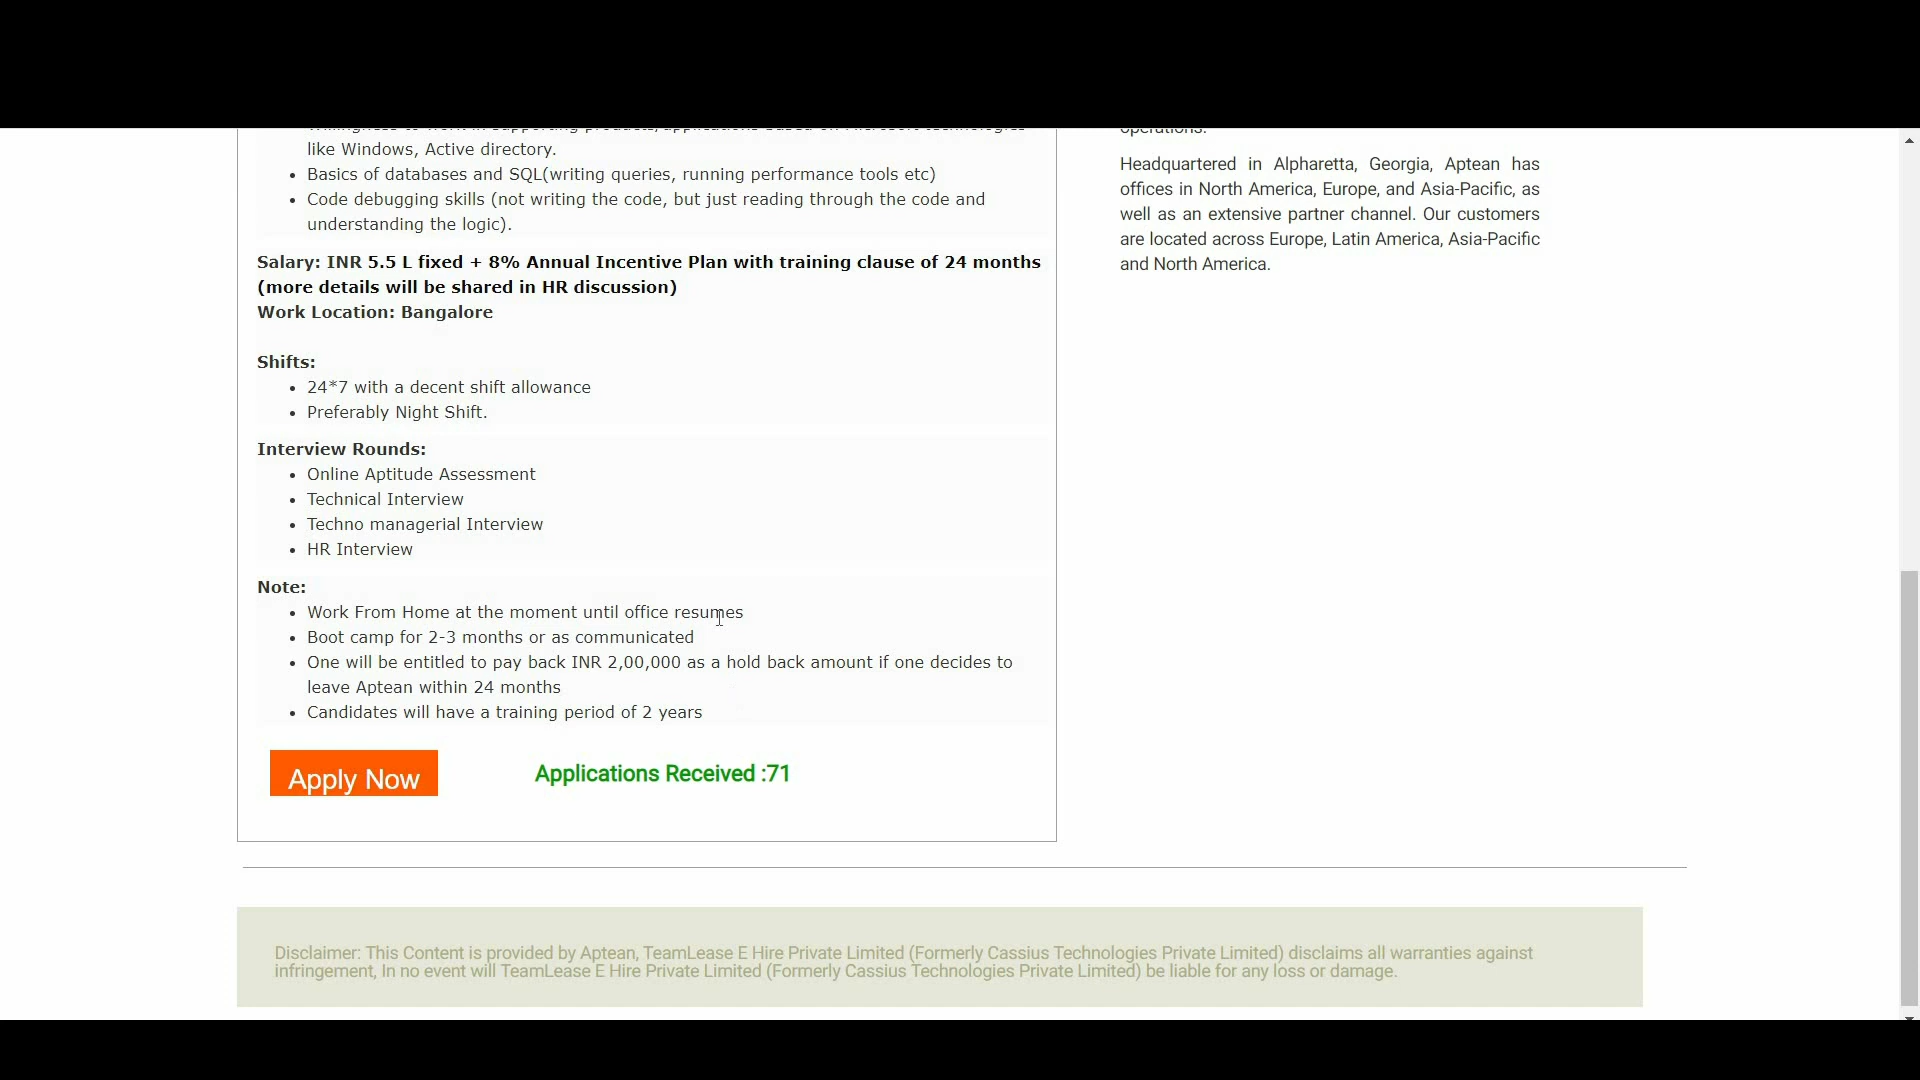 like Windows, Active directory.
• Basics of databases and SQL(writing queries, running performance tools etc)
• Code debugging skills (not writing the code, but just reading through the code and
understanding the logic).
Salary: INR 5.5 L fixed + 8% Annual Incentive Plan with training clause of 24 months
(more details will be shared in HR discussion)
Work Location: Bangalore
Shifts:
• 24*7 with a decent shift allowance
• Preferably Night Shift.
Interview Rounds:
• Online Aptitude Assessment
• Technical Interview
• Techno managerial Interview
• HR Interview
Note:
• Work From Home at the moment until office resumes
• Boot camp for 2-3 months or as communicated
• One will be entitled to pay back INR 2,00,000 as a hold back amount if one decides to
leave Aptean within 24 months
• Candidates will have a training period of 2 years
Apply Now
Applications Received :71
operations.
Headquartered in Alpharetta, Georgia, Aptean has
offices in North America, Europe, and Asia-Pacific, as
well as an extensive partner channel. Our customers
are located across Europe, Latin America, Asia-Pacific
and North America.
Disclaimer: This Content is provided by Aptean, TeamLease E Hire Private Limited (Formerly Cassius Technologies Private Limited) disclaims all warranties against
infringement, In no event will TeamLease E Hire Private Limited (Formerly Cassius Technologies Private Limited) be liable for any loss or damage.